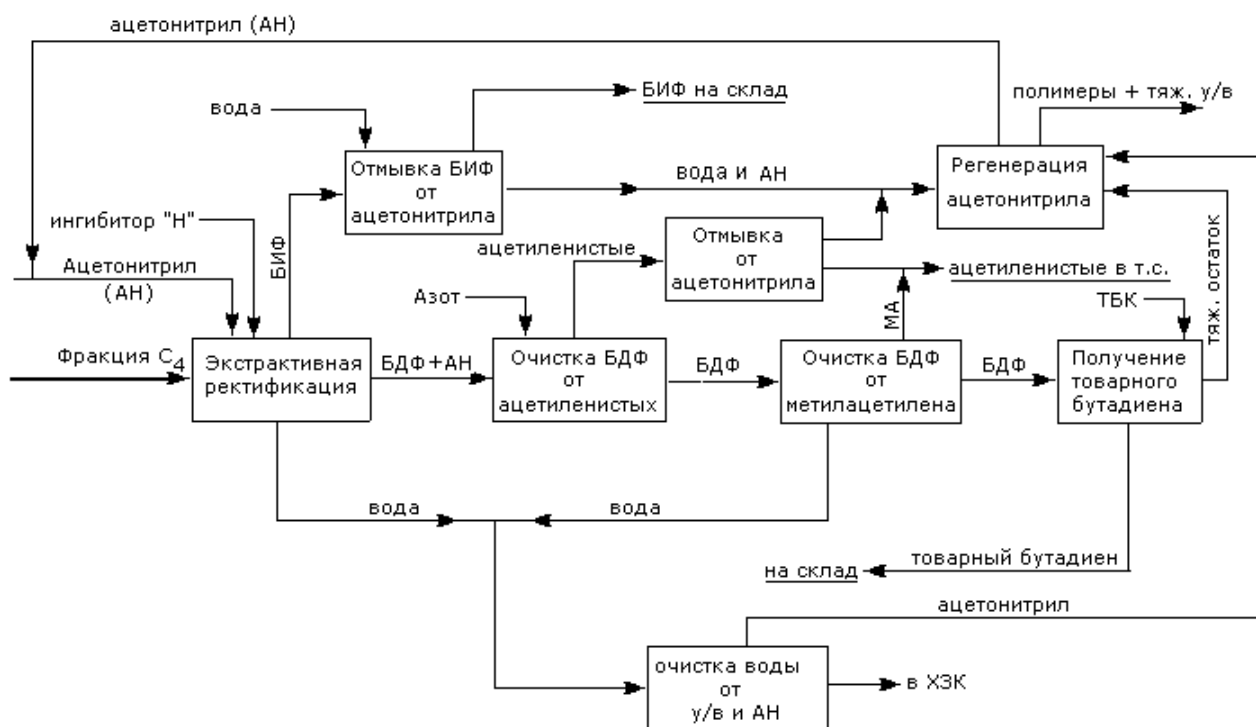 ацетонитрил (АН)
БИФ на склад
полимеры + тяж. у/в
вода
Отмывка БИФ
от
ацетонитрила
вода и АН
Регенерация
ацетонитрила
ингибитор "Н"
БИФ
ацетиленистые
Отмывка
от
ацетонитрила
тяж. остаток
Ацетонитрил
(АН)
Азот
МА
ацетиленистые в т.с.
ТБК
Фракция С4
Экстрактивная
ректификация
БДФ+АН
Очистка БДФ
от
ацетиленистых
БДФ
Очистка БДФ
от
метилацетилена
БДФ
Получение
товарного
бутадиена
вода
вода
на склад
товарный бутадиен
ацетонитрил
очистка воды
от
у/в и АН
в ХЗК